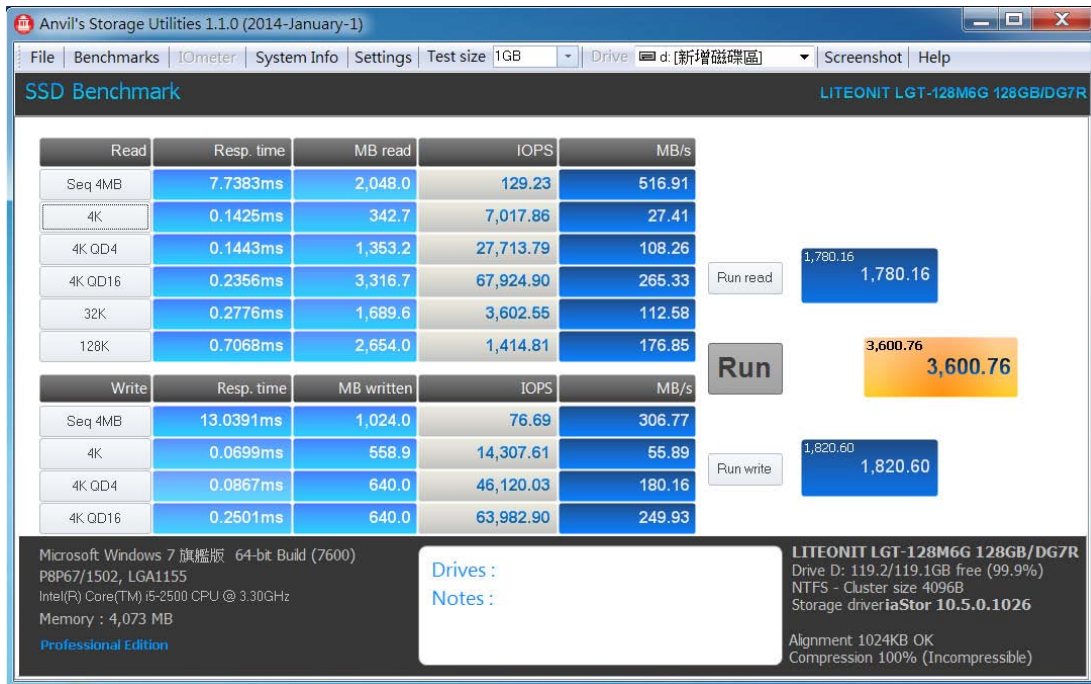 Anvil's Storage Utilities 1.1.0 (2014-January-1)
File Benchmarks IOmeter System Info Settings Test size 1GB Drive d: [新增磁碟區] Screenshot Help
SSD Benchmark LITEONIT LGT-128M6G 128GB/DG7R
Read Resp. time MB read IOPS MB/s
Seq 4MB 7.7383ms 2,048.0 129.23 516.91
4K 0.1425ms 342.7 7,017.86 27.41
4K QD4 0.1443ms 1,353.2 27,713.79 108.26
4K QD16 0.2356ms 3,316.7 67,924.90 265.33
32K 0.2776ms 1,689.6 3,602.55 112.58
128K 0.7068ms 2,654.0 1,414.81 176.85
Run read
1,780.16
1,780.16
Run
3,600.76
3,600.76
Write Resp. time MB written IOPS MB/s
Seq 4MB 13.0391ms 1,024.0 76.69 306.77
4K 0.0699ms 558.9 14,307.61 55.89
4K QD4 0.0867ms 640.0 46,120.03 180.16
4K QD16 0.2501ms 640.0 63,982.90 249.93
Run write
1,820.60
1,820.60
Microsoft Windows 7 旗艦版 64-bit Build (7600)
P8P67/1502, LGA1155
Intel(R) Core(TM) i5-2500 CPU @ 3.30GHz
Memory : 4,073 MB
Professional Edition
Drives :
Notes :
LITEONIT LGT-128M6G 128GB/DG7R
Drive D: 119.2/119.1GB free (99.9%)
NTFS - Cluster size 4096B
Storage driveriaStor 10.5.0.1026
Alignment 1024KB OK
Compression 100% (Incompressible)